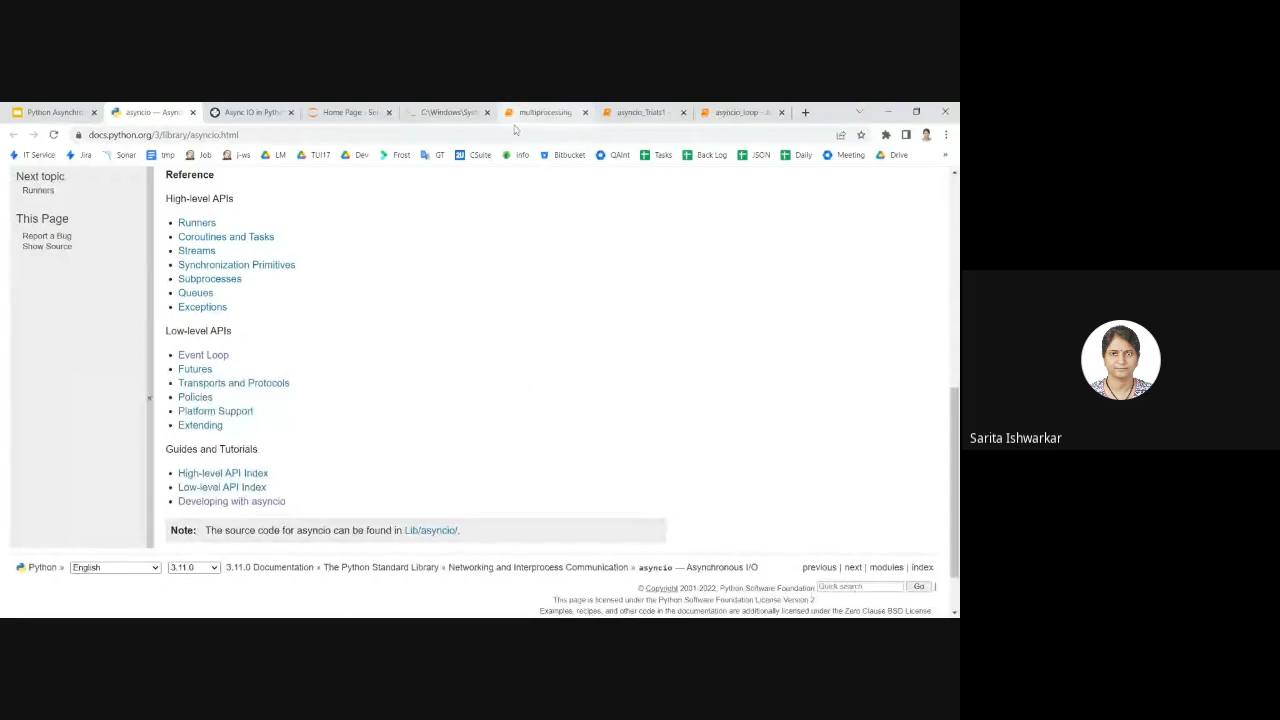 Python Asynchro
asyncio — Async
Async IO in Pyth
Home Page - Se
C:\Windows\Syst
multiprocessing
asyncio_Trials1 -
asyncio_loop - J
docs.python.org/3/library/asyncio.html
IT Service
Jira
Sonar
tmp
Job
j-ws
LM
TUI17
Dev
Frost
GT
CSuite
info
Bitbucket
QAInt
Tasks
Back Log
JSON
Daily
Meeting
Drive
»
Next topic
Runners
This Page
Report a Bug
Show Source
«
Reference
High-level APIs
Runners
Coroutines and Tasks
Streams
Synchronization Primitives
Subprocesses
Queues
Exceptions
Low-level APIs
Event Loop
Futures
Transports and Protocols
Policies
Platform Support
Extending
Guides and Tutorials
High-level API Index
Low-level API Index
Developing with asyncio
Note: The source code for asyncio can be found in Lib/asyncio/.
Python » English 3.11.0 3.11.0 Documentation » The Python Standard Library » Networking and Interprocess Communication » asyncio — Asynchronous I/O previous | next | modules | index
Quick search Go |
© Copyright 2001-2022, Python Software Foundation
This page is licensed under the Python Software Foundation License Version 2
Examples, recipes, and other code in the documentation are additionally licensed under the Zero Clause BSD License
Sarita Ishwarkar